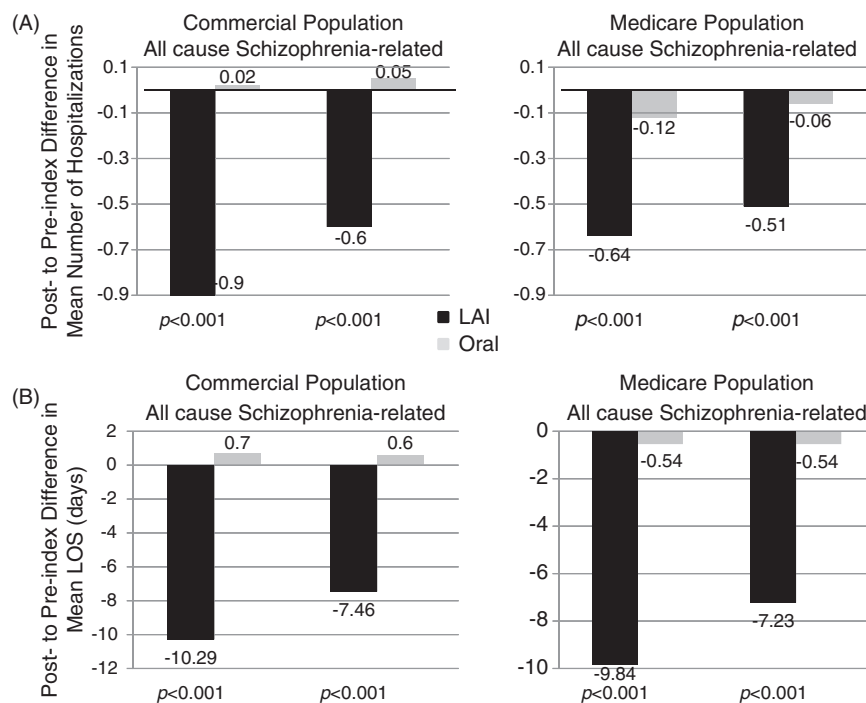 (A)
Commercial Population
All cause Schizophrenia-related
Post- to Pre-index Difference in
Mean Number of Hospitalizations
0.1
-0.1
-0.3
-0.5
-0.7
-0.9
0.02
0.05
-0.9
-0.6
p<0.001
p<0.001
Medicare Population
All cause Schizophrenia-related
0.1
-0.1
-0.3
-0.5
-0.7
-0.9
-0.12
-0.06
-0.64
-0.51
p<0.001
p<0.001
LAI
Oral
(B)
Commercial Population
All cause Schizophrenia-related
Post- to Pre-index Difference in
Mean LOS (days)
2
0
-2
-4
-6
-8
-10
-12
0.7
0.6
-10.29
-7.46
p<0.001
p<0.001
Medicare Population
All cause Schizophrenia-related
0
-2
-4
-6
-8
-10
-0.54
-0.54
-9.84
-7.23
p<0.001
p<0.001